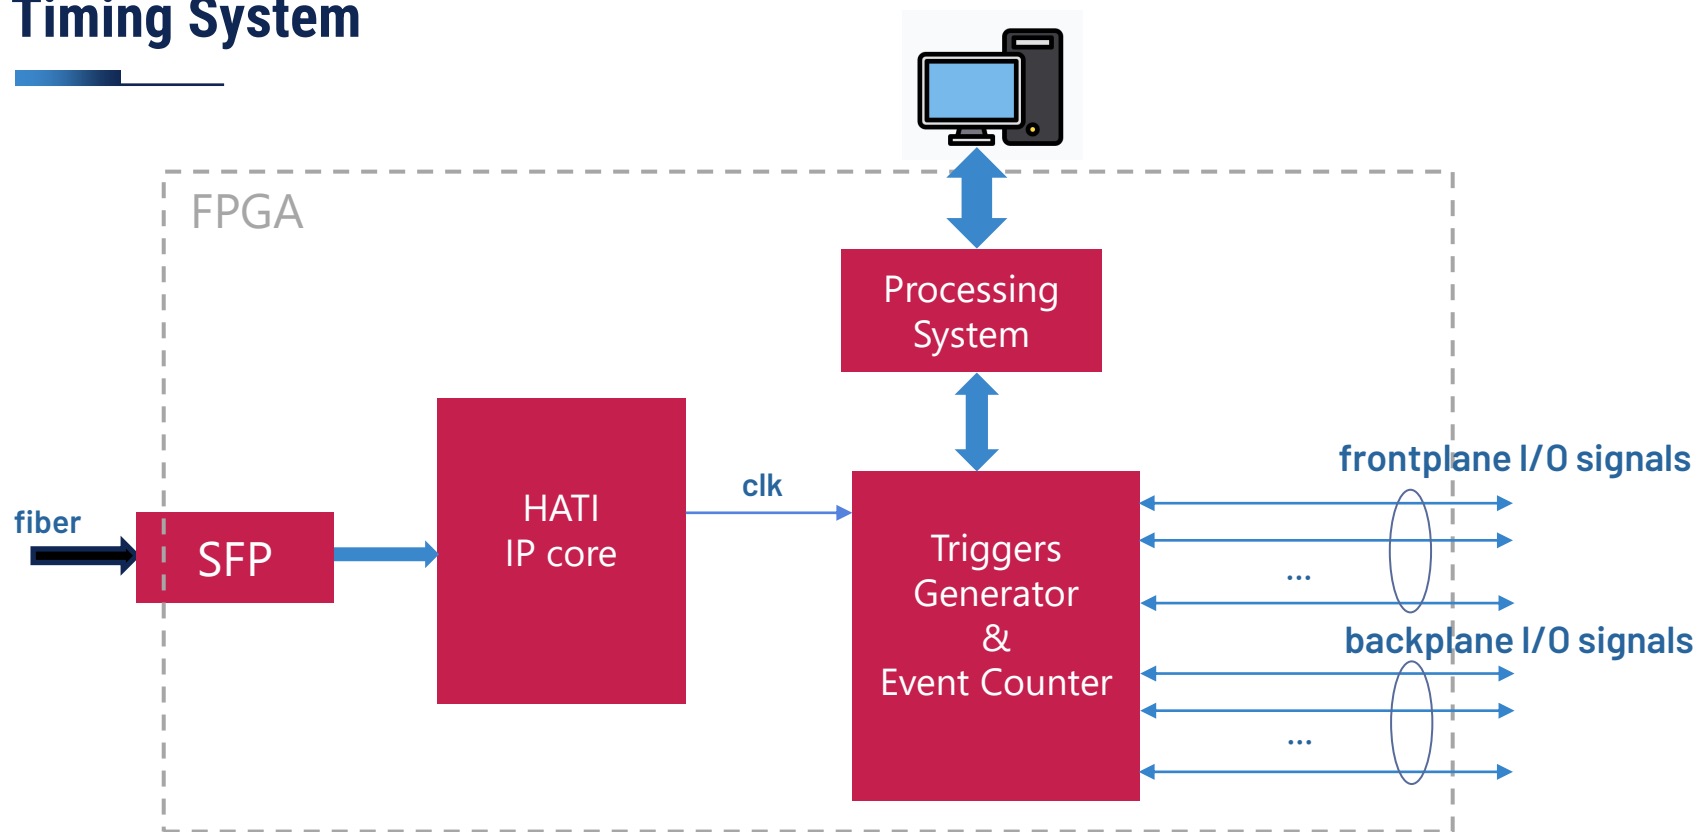 Timing System
FPGA
Processing
System
frontplane I/O signals
clk
HATI
IP core
fiber
SFP
Triggers
Generator
&
Event Counter
...
backplane I/O signals
...